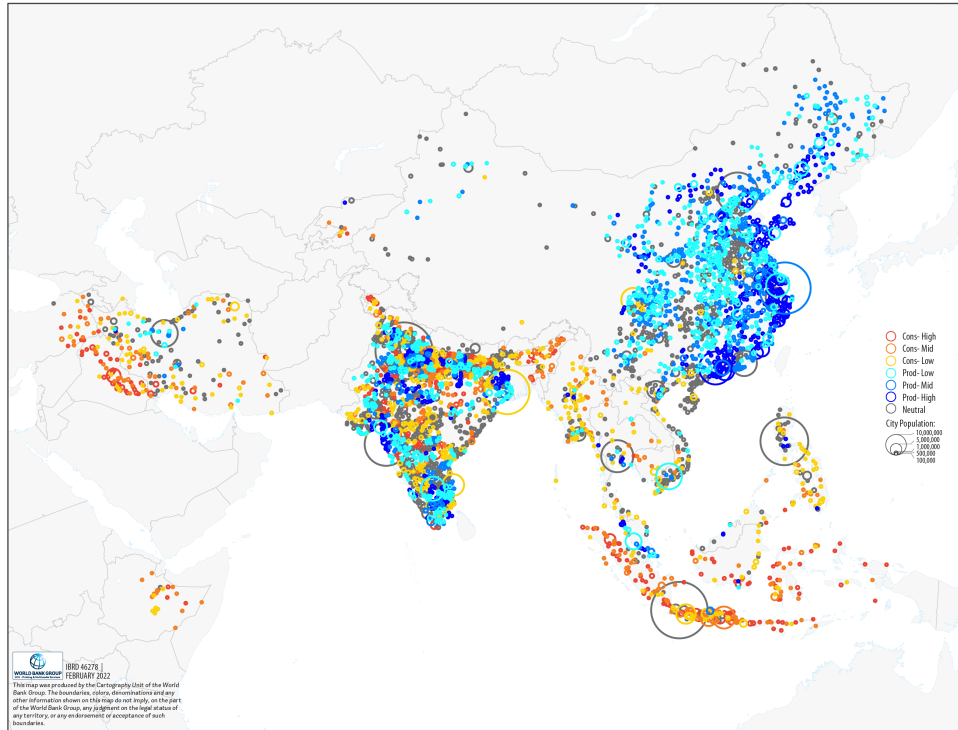 Cons- High
Cons- Mid
Cons- Low
Prod- Low
Prod- Mid
Prod- High
Neutral
City Population:
10,000,000
5,000,000
1,000,000
500,000
100,000
WORLD BANK GROUP
IBRD 46278 |
FEBRUARY 2022
This map was produced by the Cartography Unit of the World
Bank Group. The boundaries, colors, denominations and any
other information shown on this map do not imply, on the part
of the World Bank Group, any judgment on the legal status of
any territory, or any endorsement or acceptance of such
boundaries.